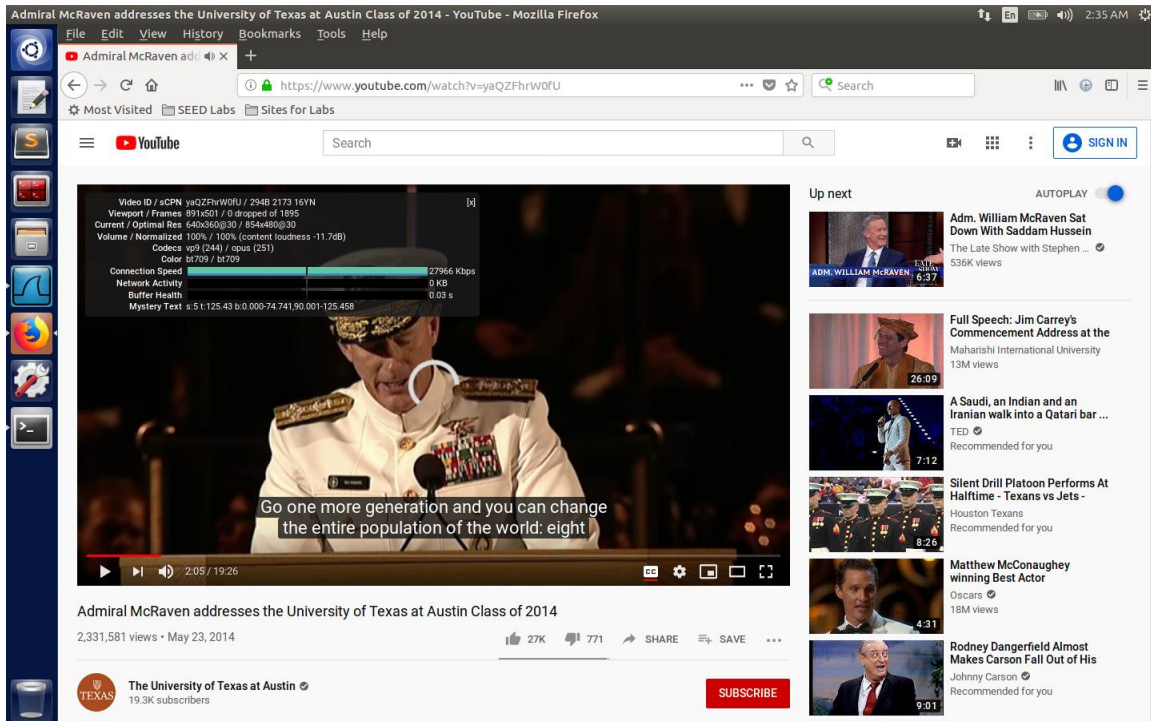 Admiral McRaven addresses the University of Texas at Austin Class of 2014 - YouTube - Mozilla Firefox
En
2:35 AM
File Edit View History Bookmarks Tools Help
Admiral McRaven add
https://www.youtube.com/watch?v=yaQZFhrW0fU
Search
Most Visited SEED Labs Sites for Labs
YouTube
Search
SIGN IN
Video ID / sCPN yaQZFhrW0fU / 294B 2173 16YN [x]
Viewport / Frames 891x501 / 0 dropped of 1895
Current / Optimal Res 640x360@30 / 854x480@30
Volume / Normalized 100% / 100% (content loudness -11.7dB)
Codecs vp9 (244) / opus (251)
Color bt709 / bt709
Connection Speed 27966 Kbps
Network Activity 0 KB
Buffer Health 0.03 s
Mystery Text s:5 t:125.43 b:0.000-74.741,90.001-125.458
Go one more generation and you can change
the entire population of the world: eight
2:05 / 19:26
CC
Admiral McRaven addresses the University of Texas at Austin Class of 2014
2,331,581 views • May 23, 2014
27K 771 SHARE SAVE
TEXAS
The University of Texas at Austin
19.3K subscribers
SUBSCRIBE
Up next AUTOPLAY
ADM. WILLIAM McRAVEN
LATE SHOW
6:37
Adm. William McRaven Sat
Down With Saddam Hussein
The Late Show with Stephen ...
536K views
26:09
Full Speech: Jim Carrey's
Commencement Address at the
Maharishi International University
13M views
7:12
A Saudi, an Indian and an
Iranian walk into a Qatari bar ...
TED
Recommended for you
8:26
Silent Drill Platoon Performs At
Halftime - Texans vs Jets -
Houston Texans
Recommended for you
4:31
Matthew McConaughey
winning Best Actor
Oscars
18M views
9:01
Rodney Dangerfield Almost
Makes Carson Fall Out of His
Johnny Carson
Recommended for you